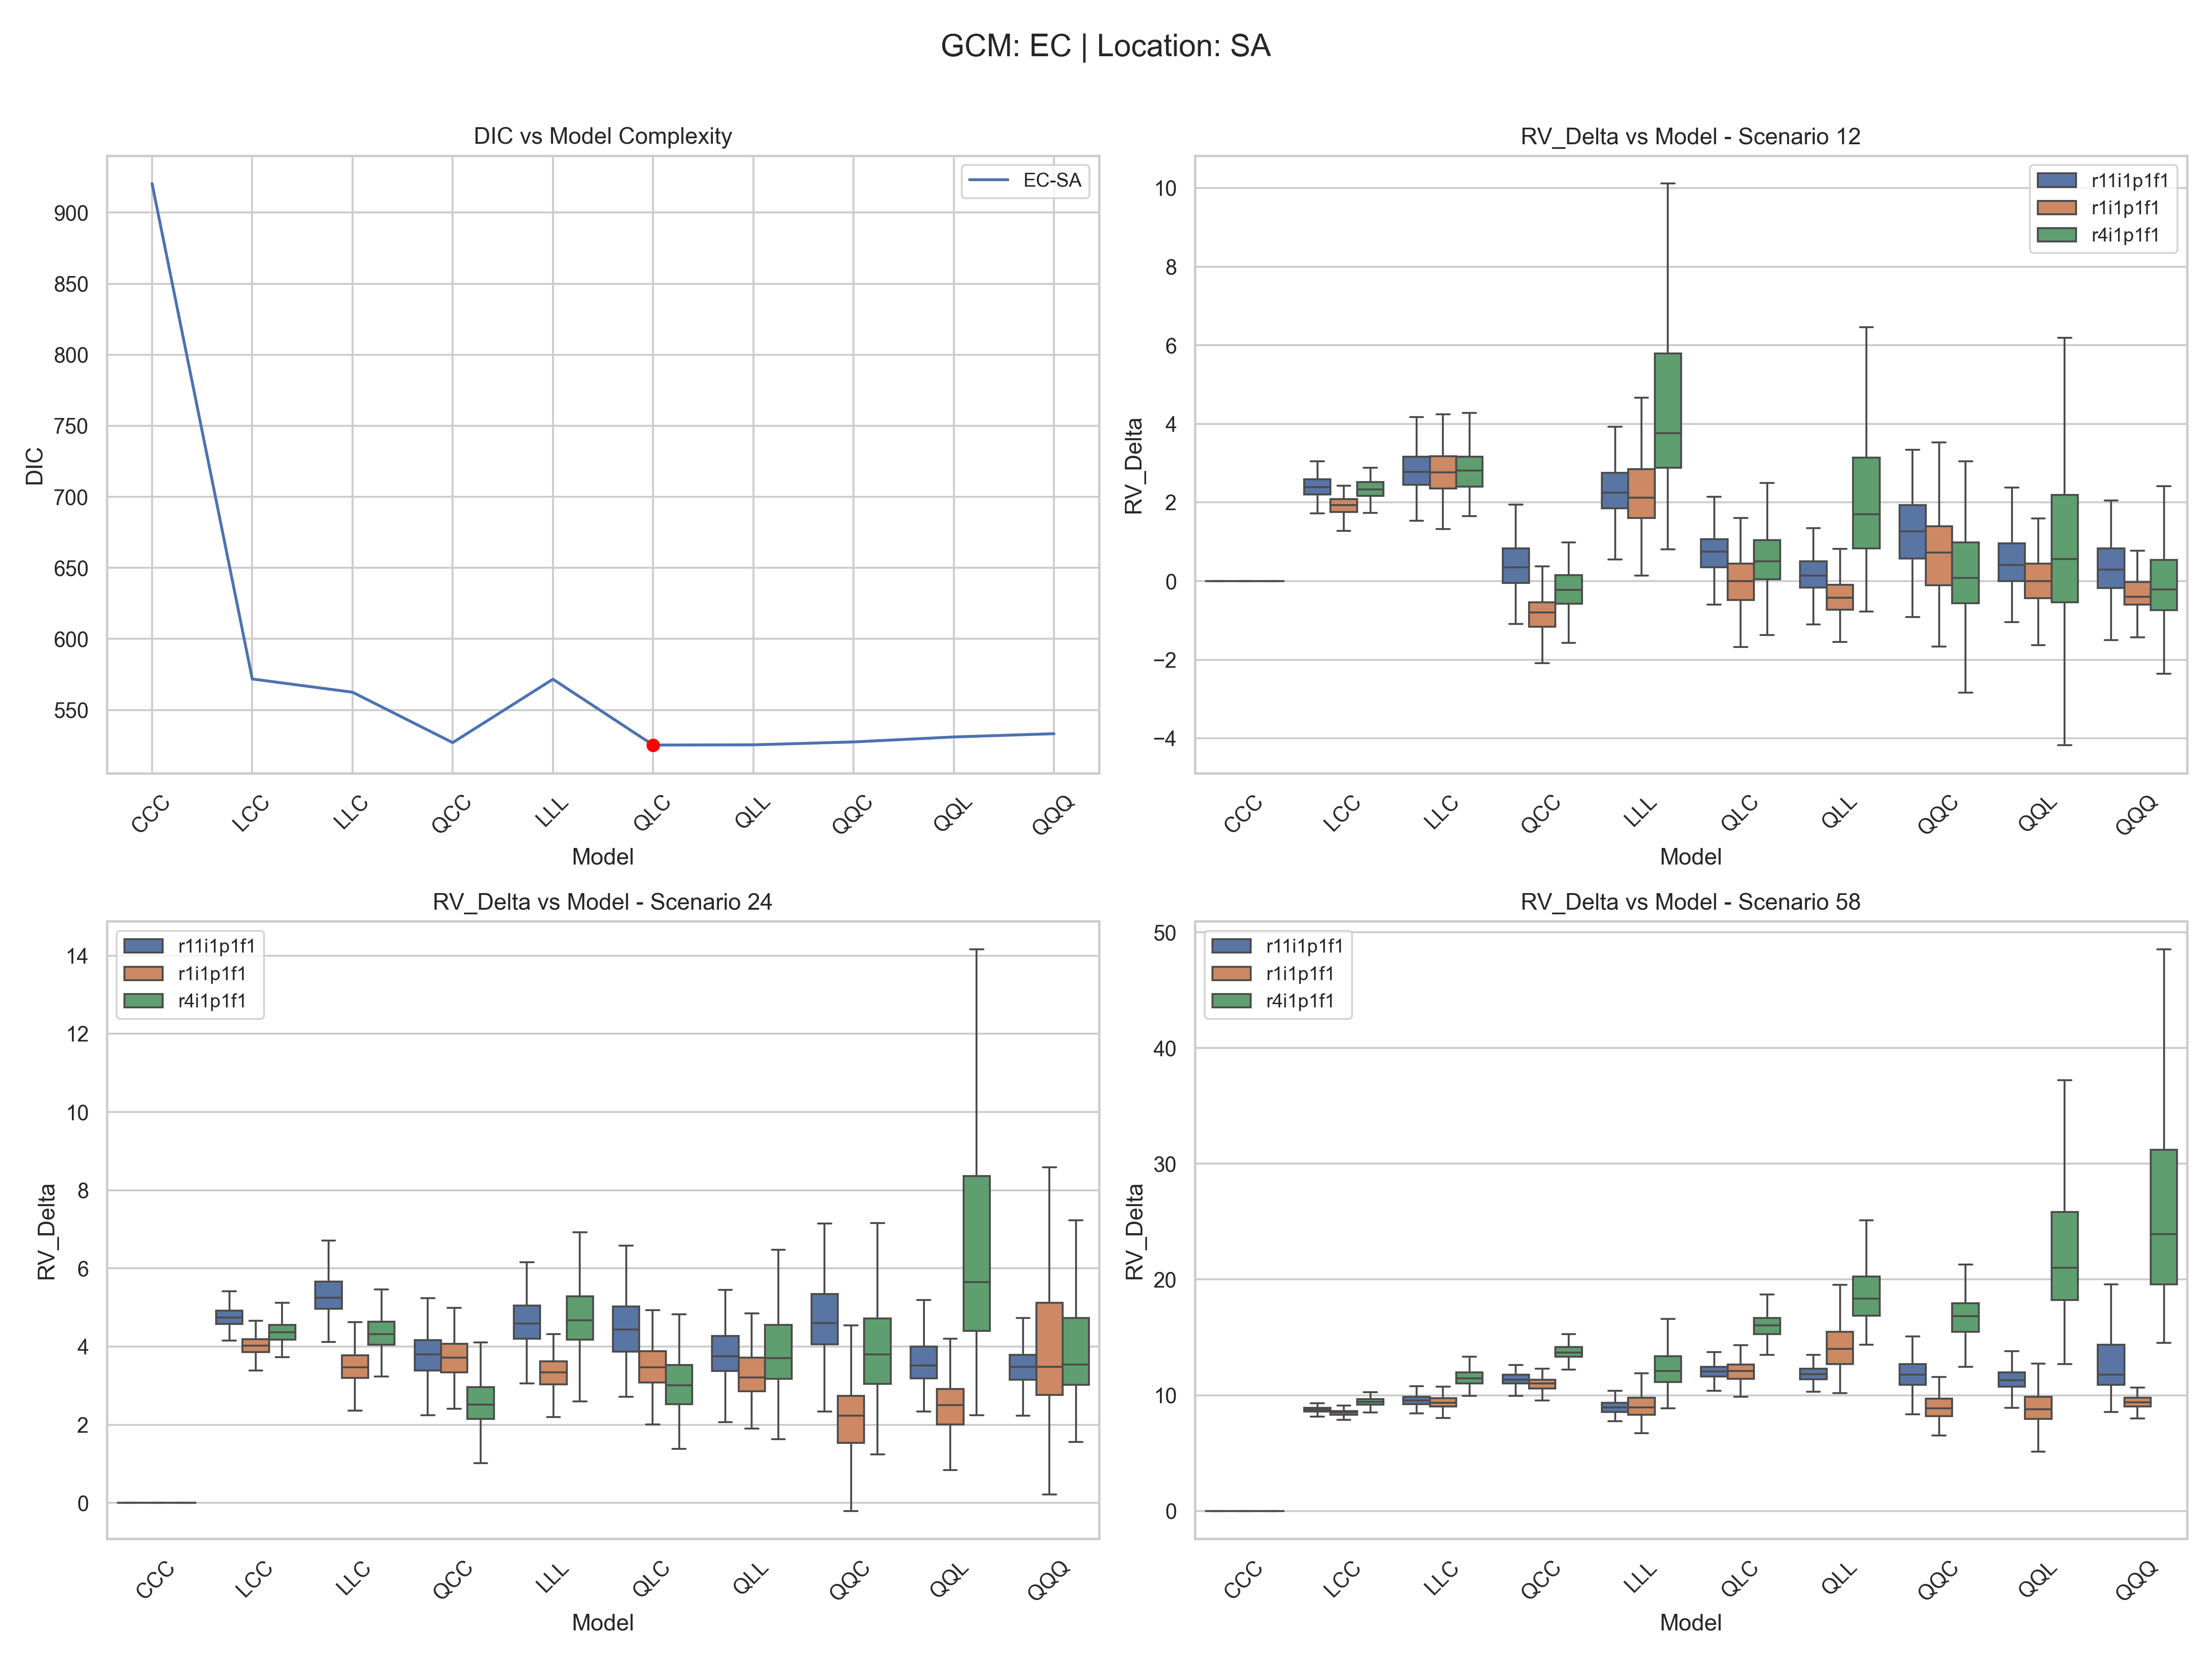 GCM: EC | Location: SA
DIC vs Model Complexity
DIC
900
850
800
750
700
650
600
550
EC-SA
CCC
LCC
LLC
QCC
LLL
QLC
QLL
QQC
QQL
QQQ
Model
RV_Delta vs Model - Scenario 12
RV_Delta
10
8
6
4
2
0
−2
−4
r11i1p1f1
r1i1p1f1
r4i1p1f1
CCC
LCC
LLC
QCC
LLL
QLC
QLL
QQC
QQL
QQQ
Model
RV_Delta vs Model - Scenario 24
RV_Delta
14
12
10
8
6
4
2
0
r11i1p1f1
r1i1p1f1
r4i1p1f1
CCC
LCC
LLC
QCC
LLL
QLC
QLL
QQC
QQL
QQQ
Model
RV_Delta vs Model - Scenario 58
RV_Delta
50
40
30
20
10
0
r11i1p1f1
r1i1p1f1
r4i1p1f1
CCC
LCC
LLC
QCC
LLL
QLC
QLL
QQC
QQL
QQQ
Model